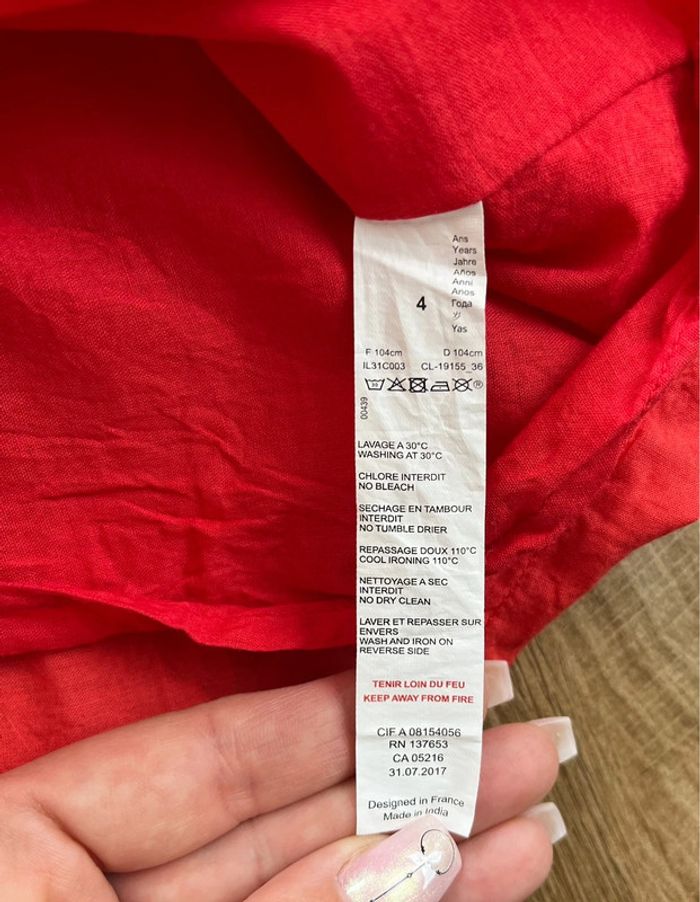 Ans
Years
Jahre
Años
Anni
Anos
4 Года
Yas
F 104cm D 104cm
IL31C003 CL-19155_36
00439
LAVAGE A 30°C
WASHING AT 30°C
CHLORE INTERDIT
NO BLEACH
SECHAGE EN TAMBOUR
INTERDIT
NO TUMBLE DRIER
REPASSAGE DOUX 110°C
COOL IRONING 110°C
NETTOYAGE A SEC
INTERDIT
NO DRY CLEAN
LAVER ET REPASSER SUR
ENVERS
WASH AND IRON ON
REVERSE SIDE
TENIR LOIN DU FEU
KEEP AWAY FROM FIRE
CIF A 08154056
RN 137653
CA 05216
31.07.2017
Designed in France
Made in India